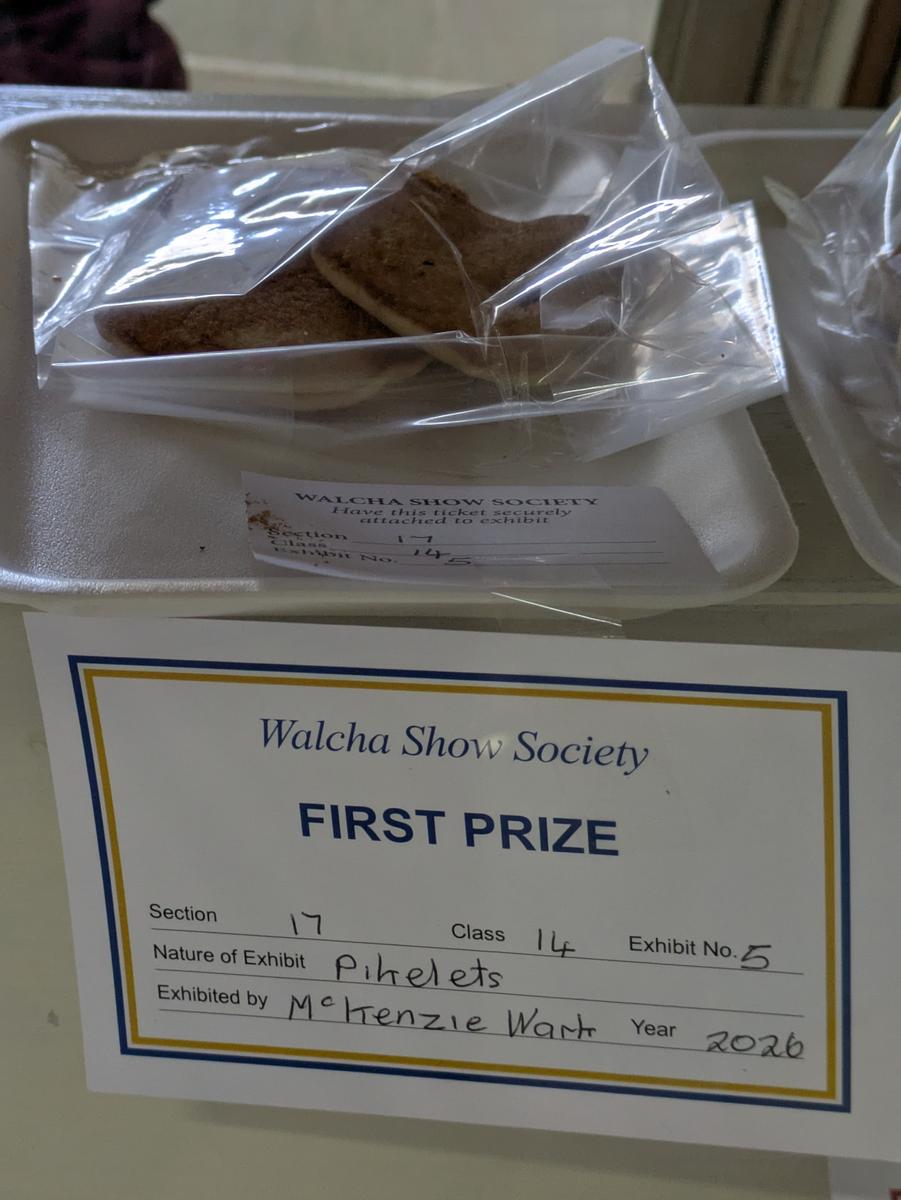 WALCHA SHOW SOCIETY
Have this ticket securely
attached to exhibit
Section 17
Class 14
Exhibit No. 5
Walcha Show Society
FIRST PRIZE
Section 17 Class 14 Exhibit No. 5
Nature of Exhibit Pikelets
Exhibited by McKenzie Wark Year 2026